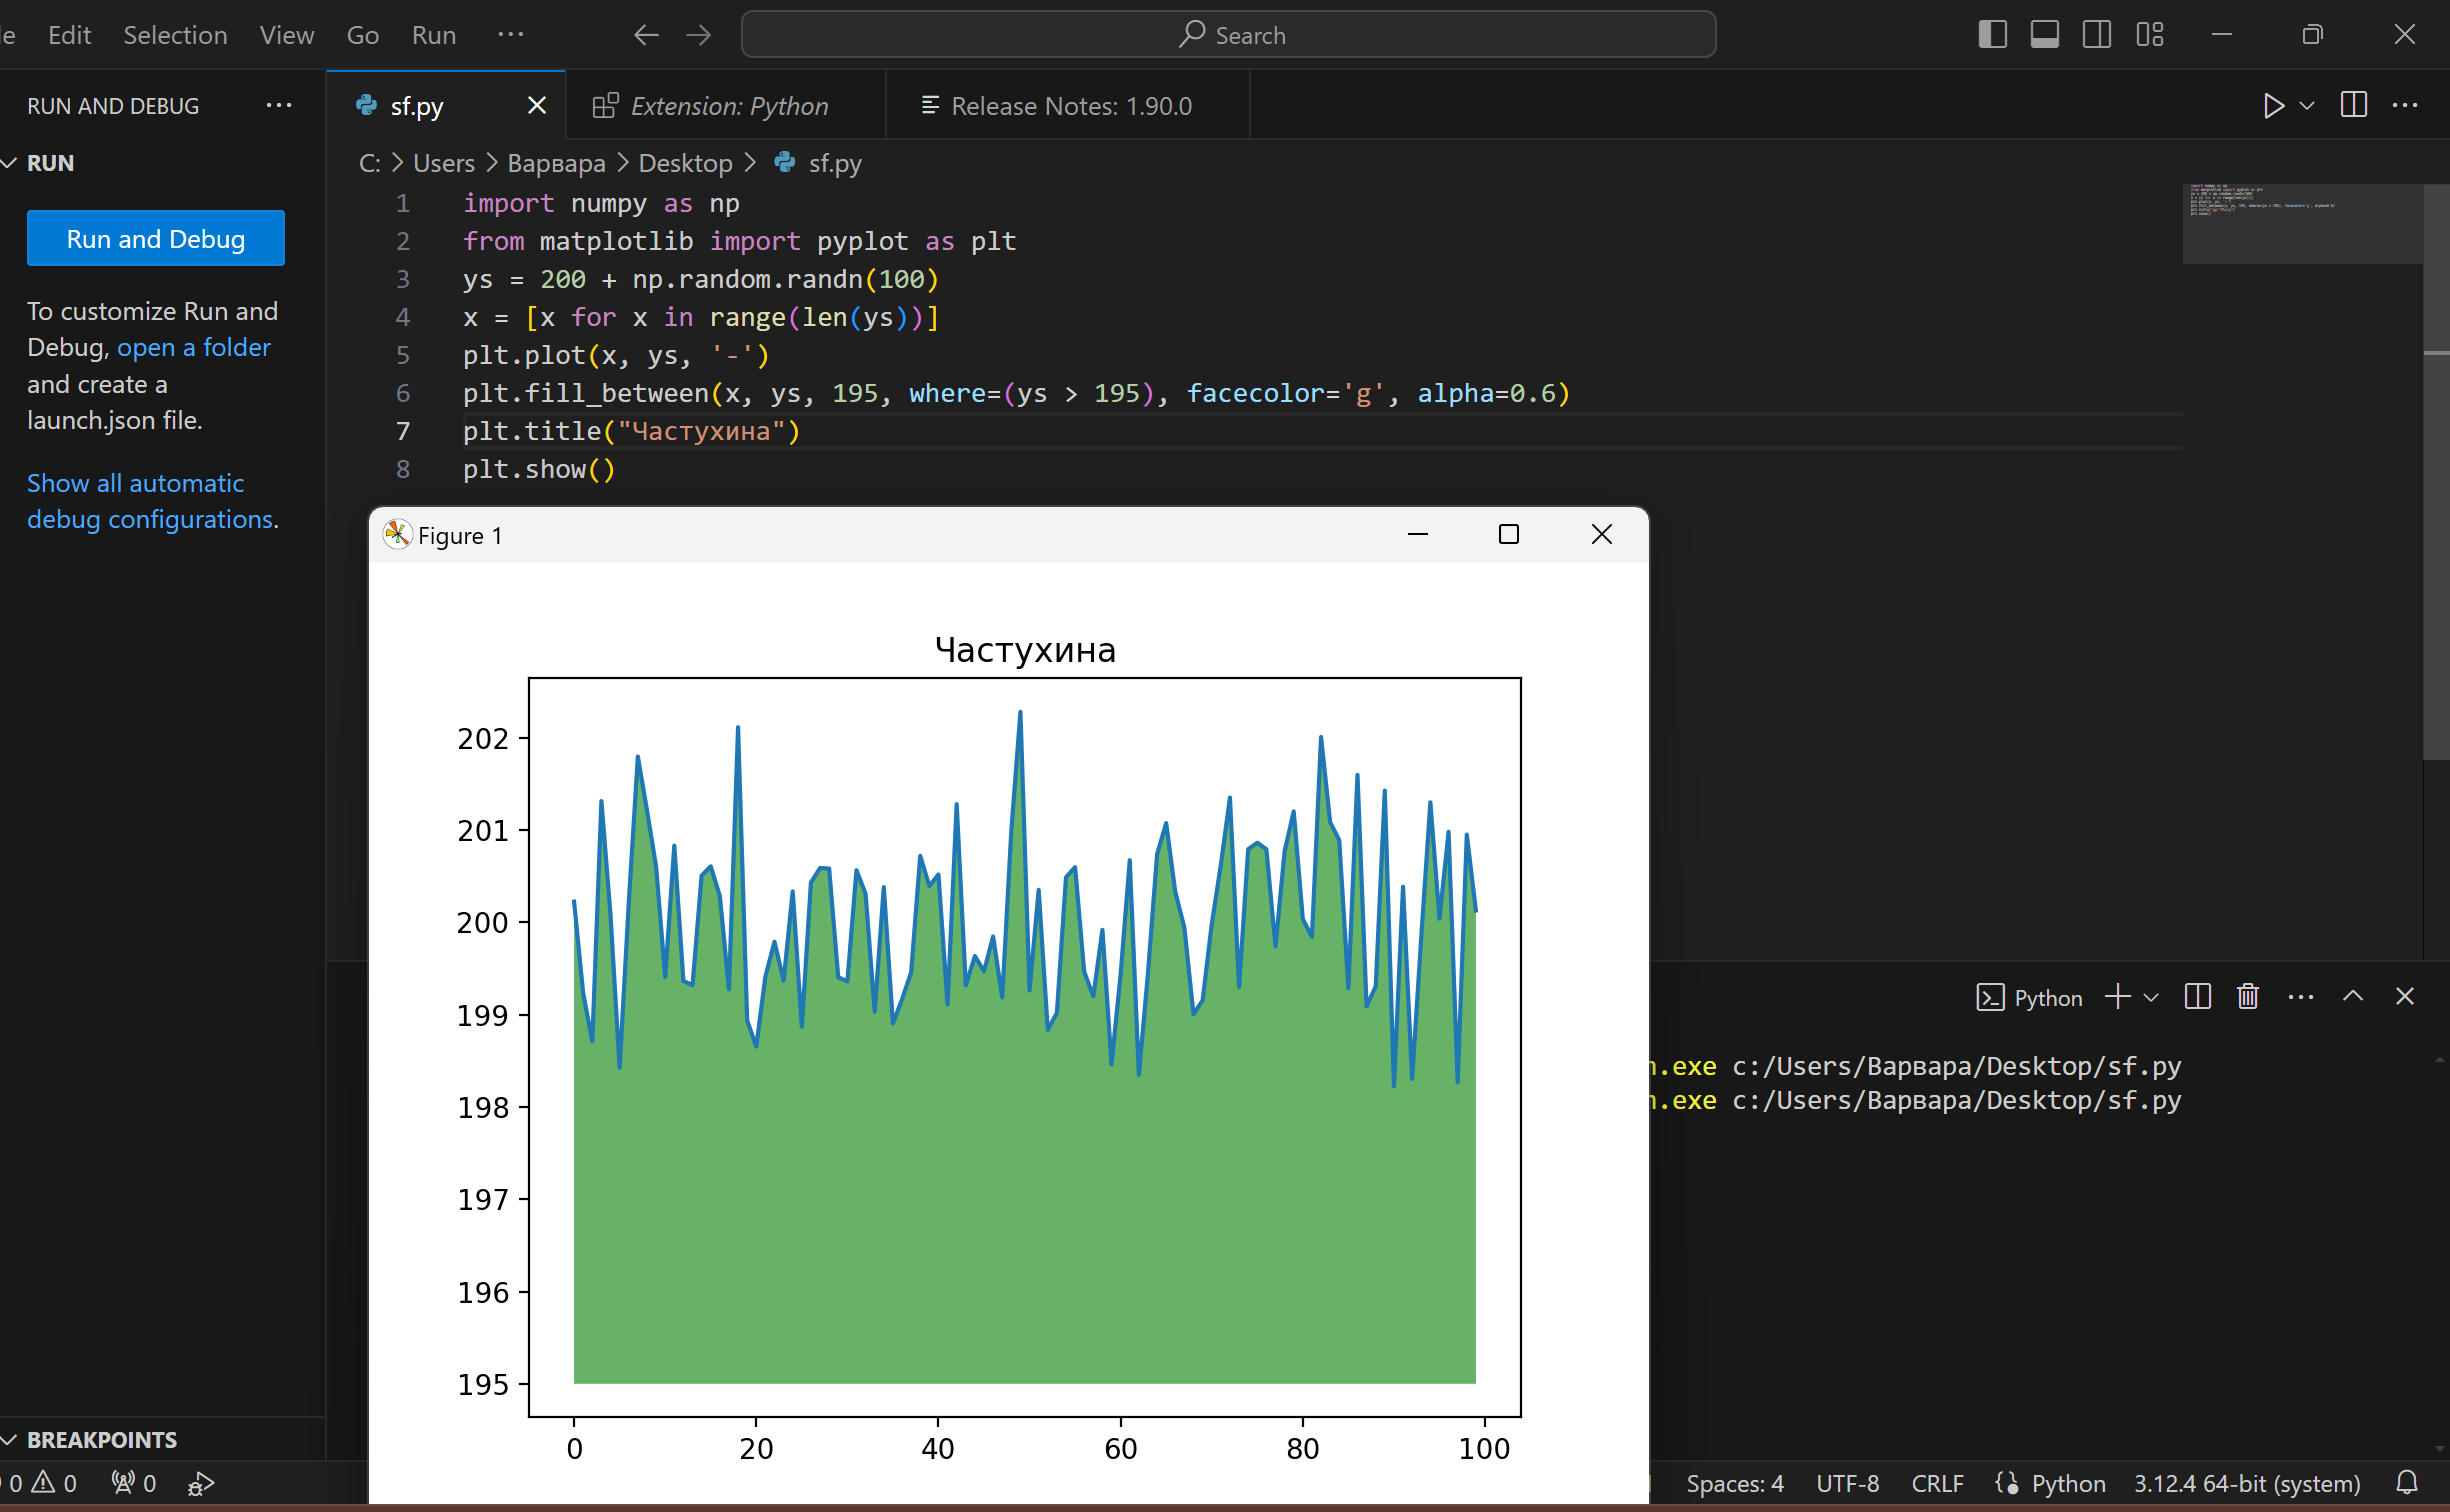 Edit Selection View Go Run ··· Search
RUN AND DEBUG ···
sf.py Extension: Python Release Notes: 1.90.0
RUN
C: > Users > Варвара > Desktop > sf.py
Run and Debug
To customize Run and
Debug, open a folder
and create a
launch.json file.
Show all automatic
debug configurations.
1 import numpy as np
2 from matplotlib import pyplot as plt
3 ys = 200 + np.random.randn(100)
4 x = [x for x in range(len(ys))]
5 plt.plot(x, ys, '-')
6 plt.fill_between(x, ys, 195, where=(ys > 195), facecolor='g', alpha=0.6)
7 plt.title("Частухина")
8 plt.show()
Figure 1
Частухина
202
201
200
199
198
197
196
195
0 20 40 60 80 100
Python
.exe c:/Users/Варвара/Desktop/sf.py
.exe c:/Users/Варвара/Desktop/sf.py
BREAKPOINTS
0 0 0
Spaces: 4 UTF-8 CRLF Python 3.12.4 64-bit (system)